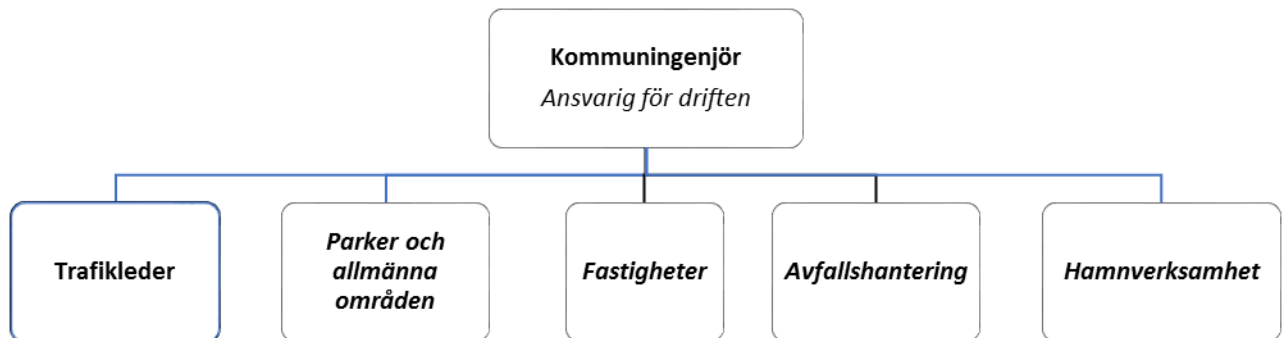 Kommuningenjör
Ansvarig för driften
Trafikleder
Parker och
allmänna
områden
Fastigheter
Avfallshantering
Hamnverksamhet